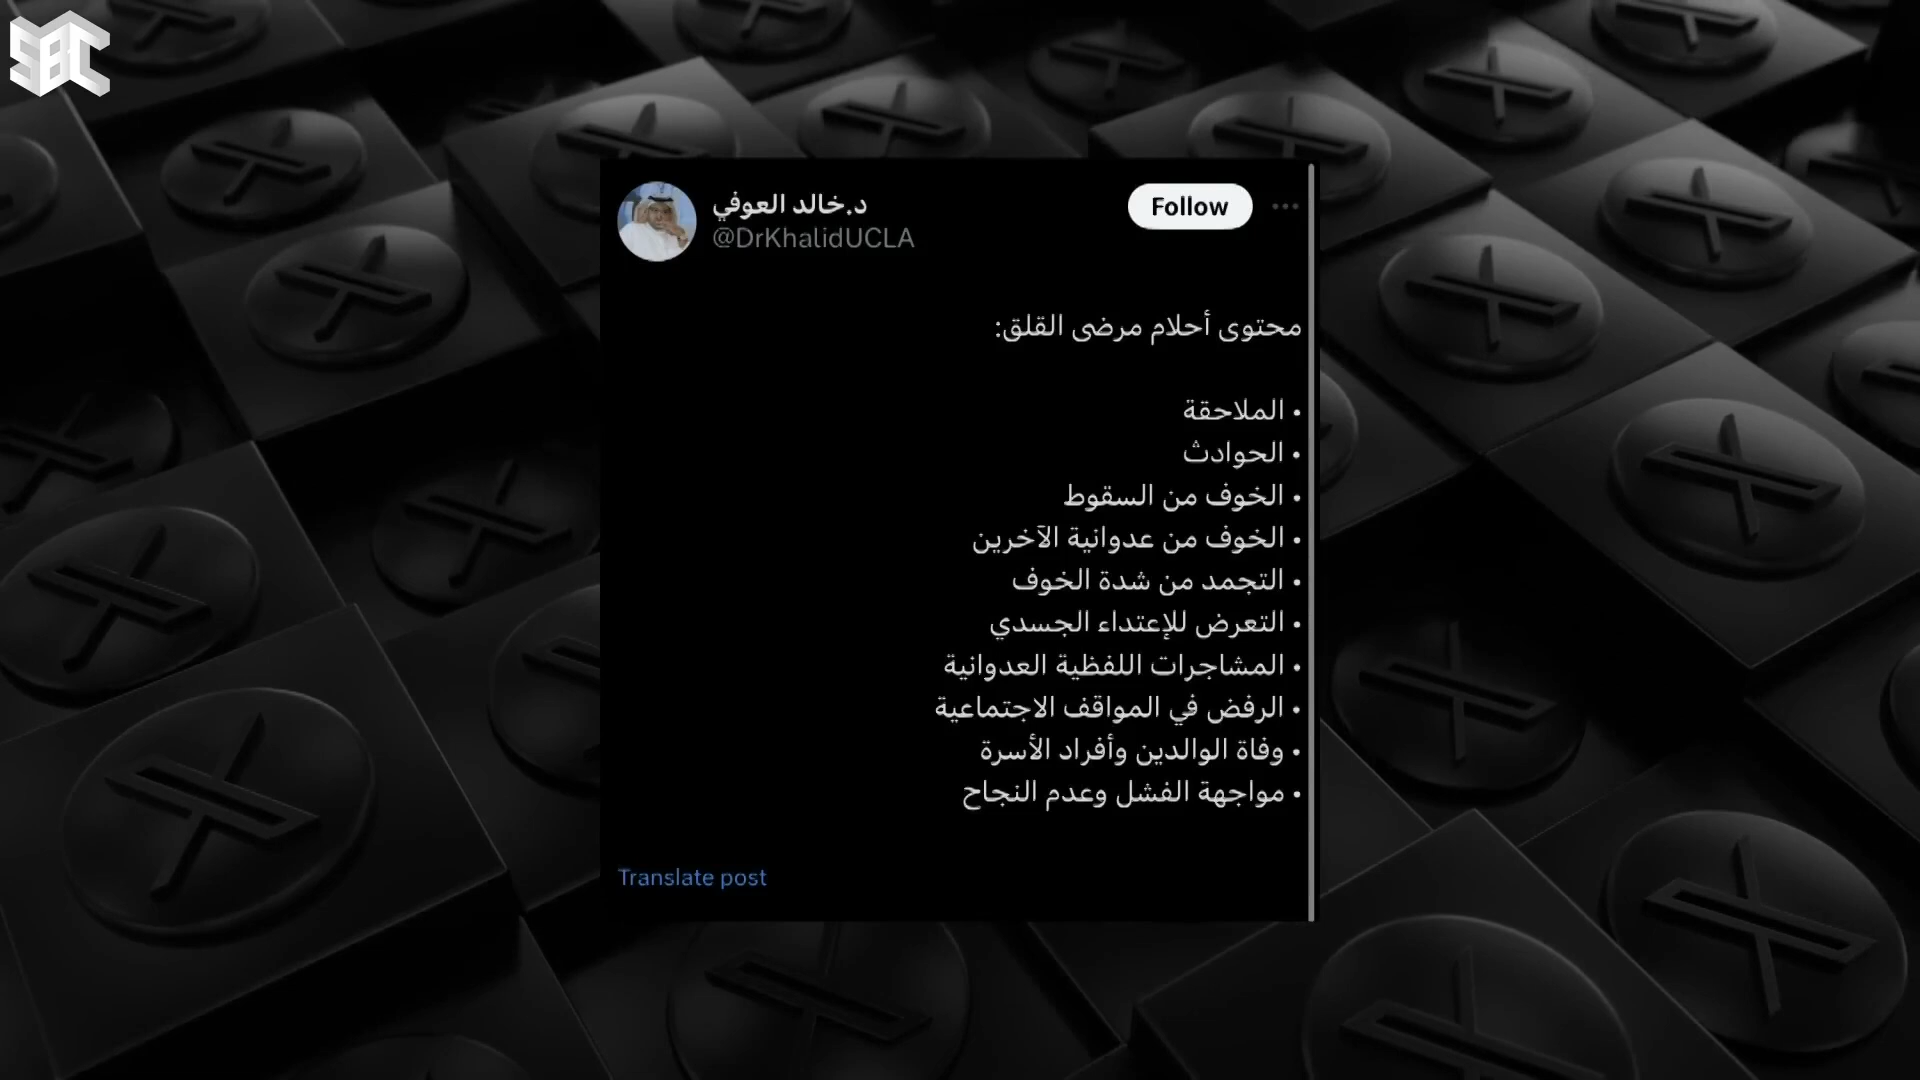 SBC
د.خالد العوفي
@DrKhalidUCLA
Follow
محتوى أحلام مرضى القلق:
• الملاحقة
• الحوادث
• الخوف من السقوط
• الخوف من عدوانية الآخرين
• التجمد من شدة الخوف
• التعرض للإعتداء الجسدي
• المشاجرات اللفظية العدوانية
• الرفض في المواقف الاجتماعية
• وفاة الوالدين وأفراد الأسرة
• مواجهة الفشل وعدم النجاح
Translate post